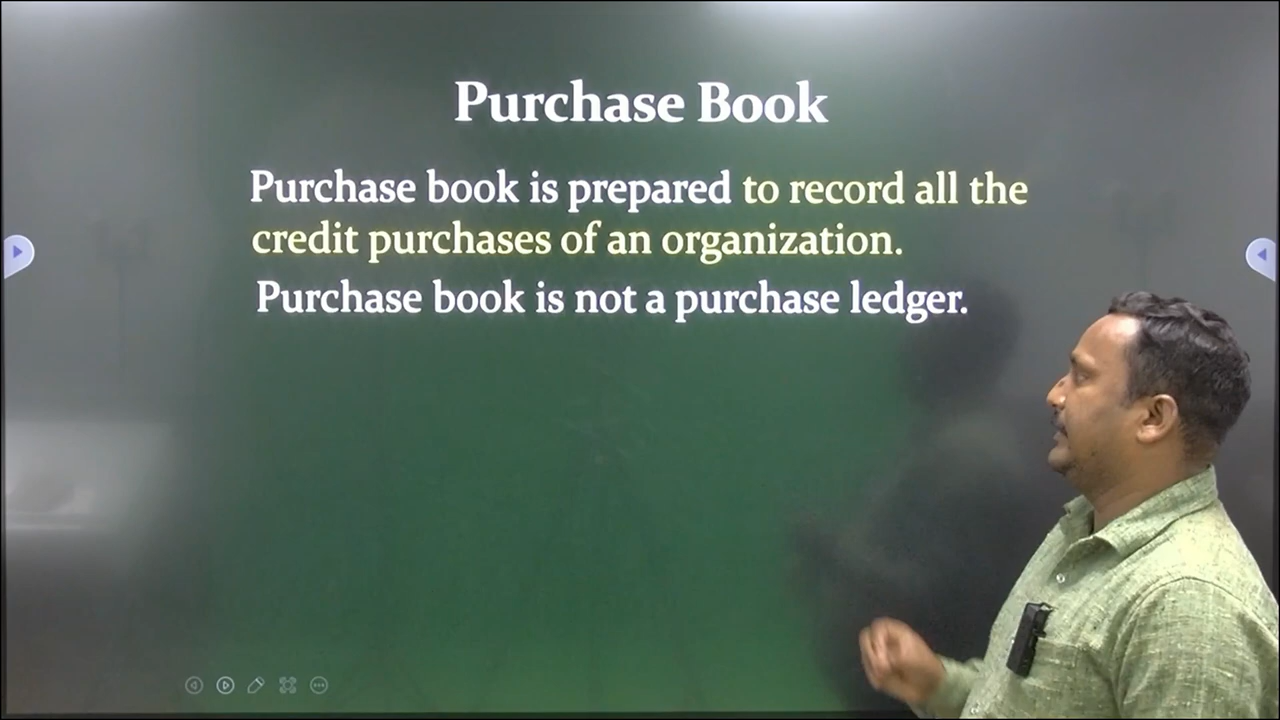 Purchase Book
Purchase book is prepared to record all the
credit purchases of an organization.
Purchase book is not a purchase ledger.